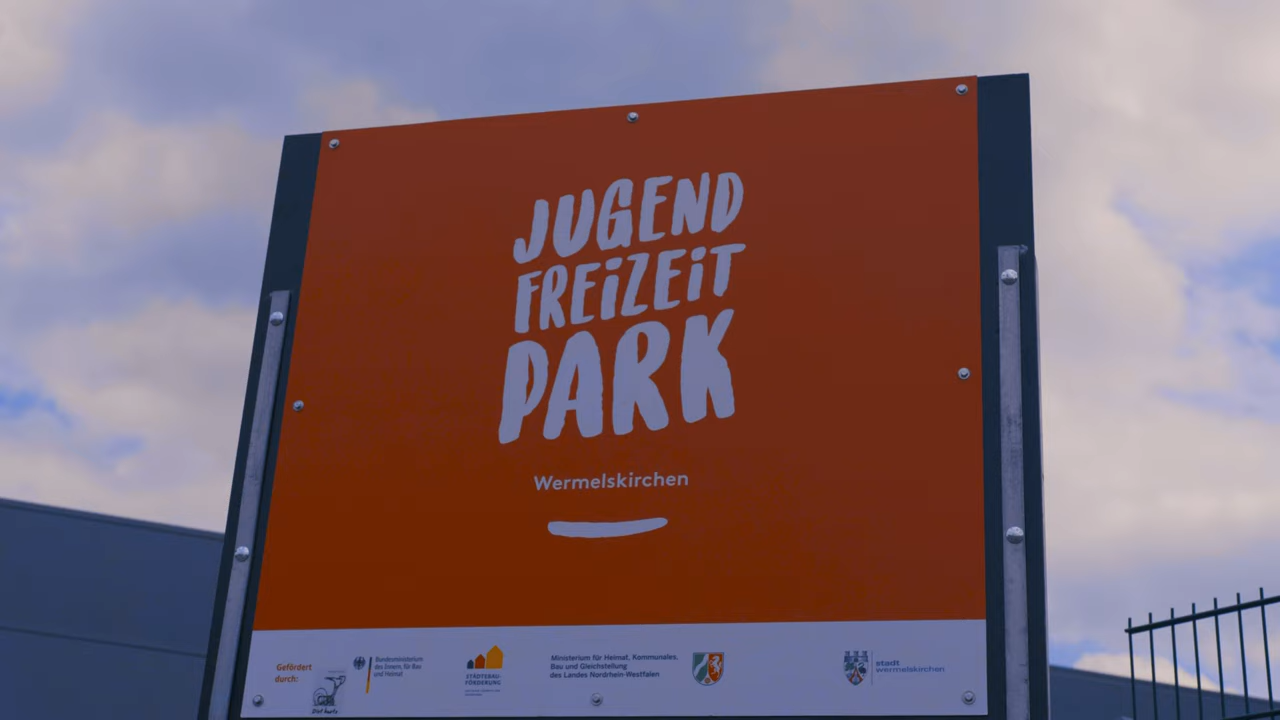 JUGEND
FREIZEIT
PARK
Wermelskirchen
Gefördert
durch:
Bundesministerium
des Innern, für Bau
und Heimat
STÄDTEBAU-
FÖRDERUNG
Ministerium für Heimat, Kommunales,
Bau und Gleichstellung
des Landes Nordrhein-Westfalen
stadt
wermelskirchen